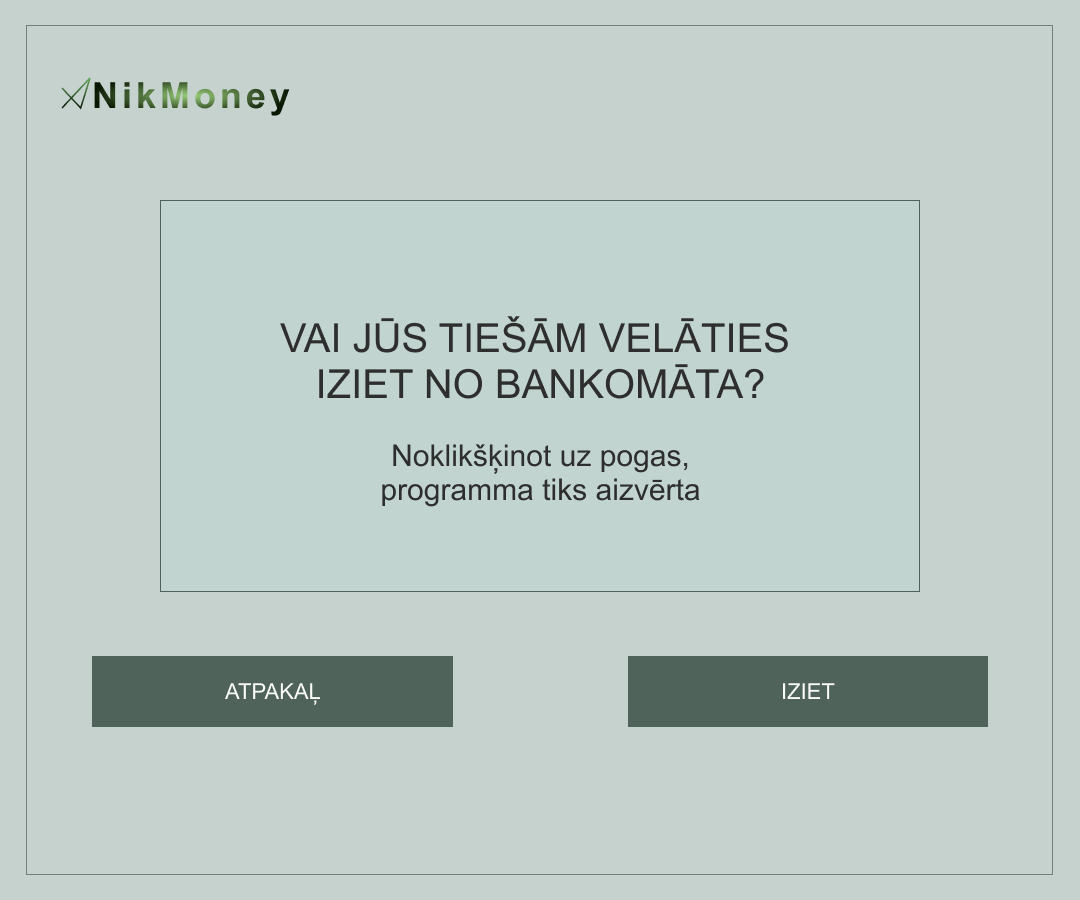 NikMoney
VAI JŪS TIEŠĀM VELĀTIES
IZIET NO BANKOMĀTA?
Noklikšķinot uz pogas,
programma tiks aizvērta
ATPAKAĻ
IZIET